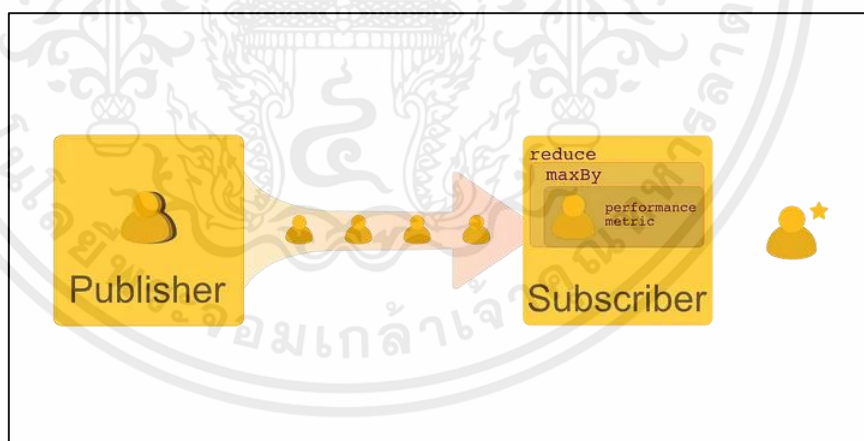 Publisher
reduce
maxBy
performance
metric
Subscriber